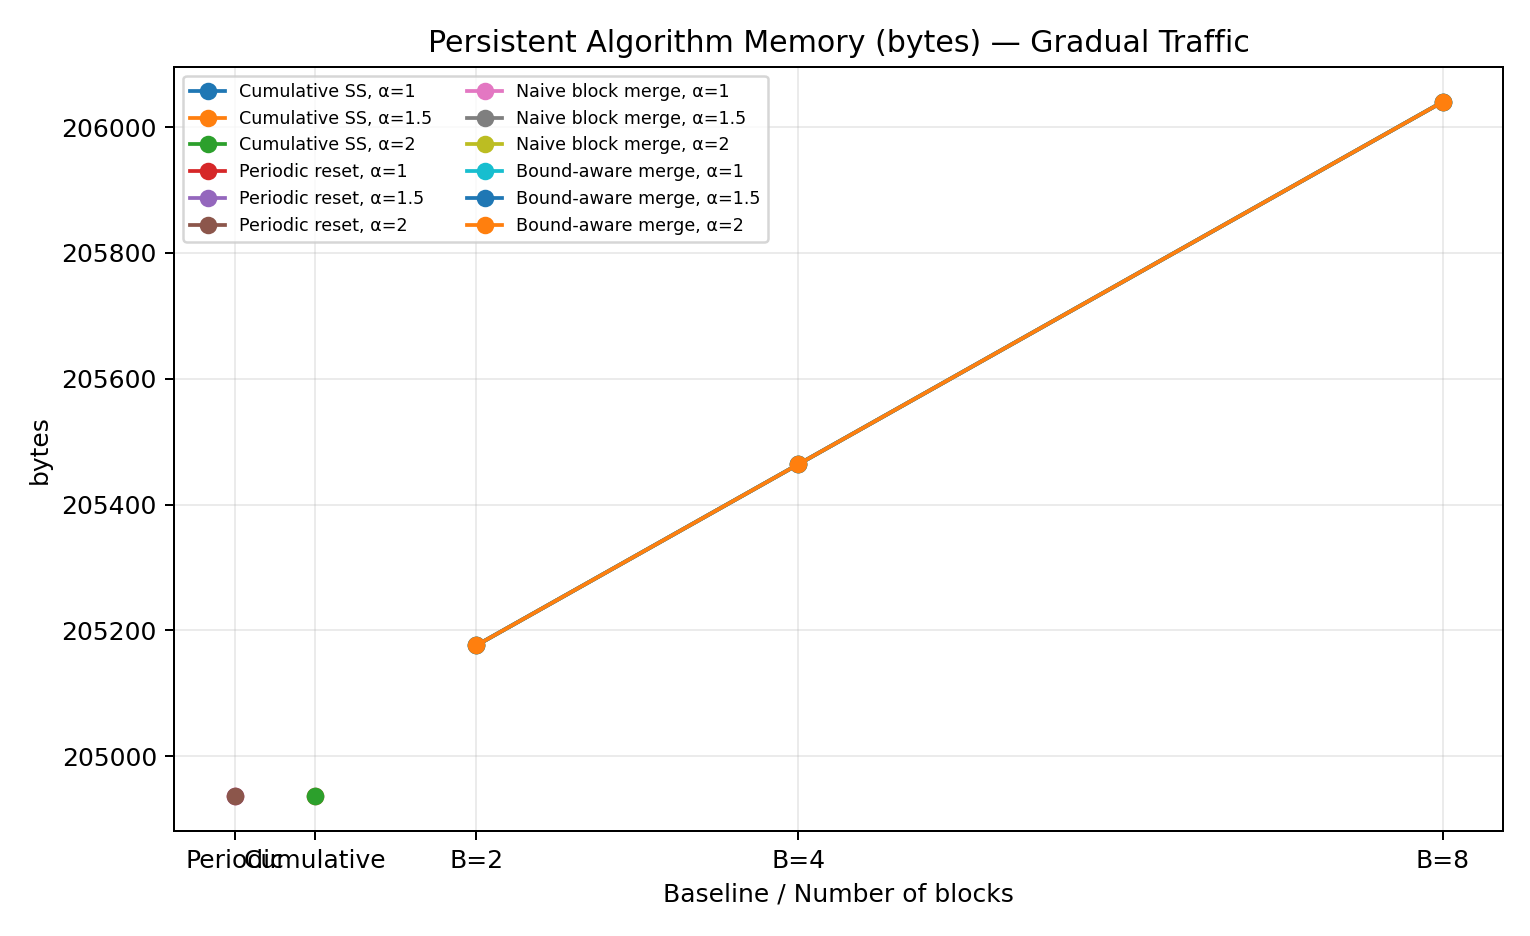 Persistent Algorithm Memory (bytes) — Gradual Traffic
Cumulative SS, α=1
Cumulative SS, α=1.5
Cumulative SS, α=2
Periodic reset, α=1
Periodic reset, α=1.5
Periodic reset, α=2
Naive block merge, α=1
Naive block merge, α=1.5
Naive block merge, α=2
Bound-aware merge, α=1
Bound-aware merge, α=1.5
Bound-aware merge, α=2
206000
205800
205600
205400
205200
205000
bytes
Periodic Cumulative B=2 B=4 B=8
Baseline / Number of blocks